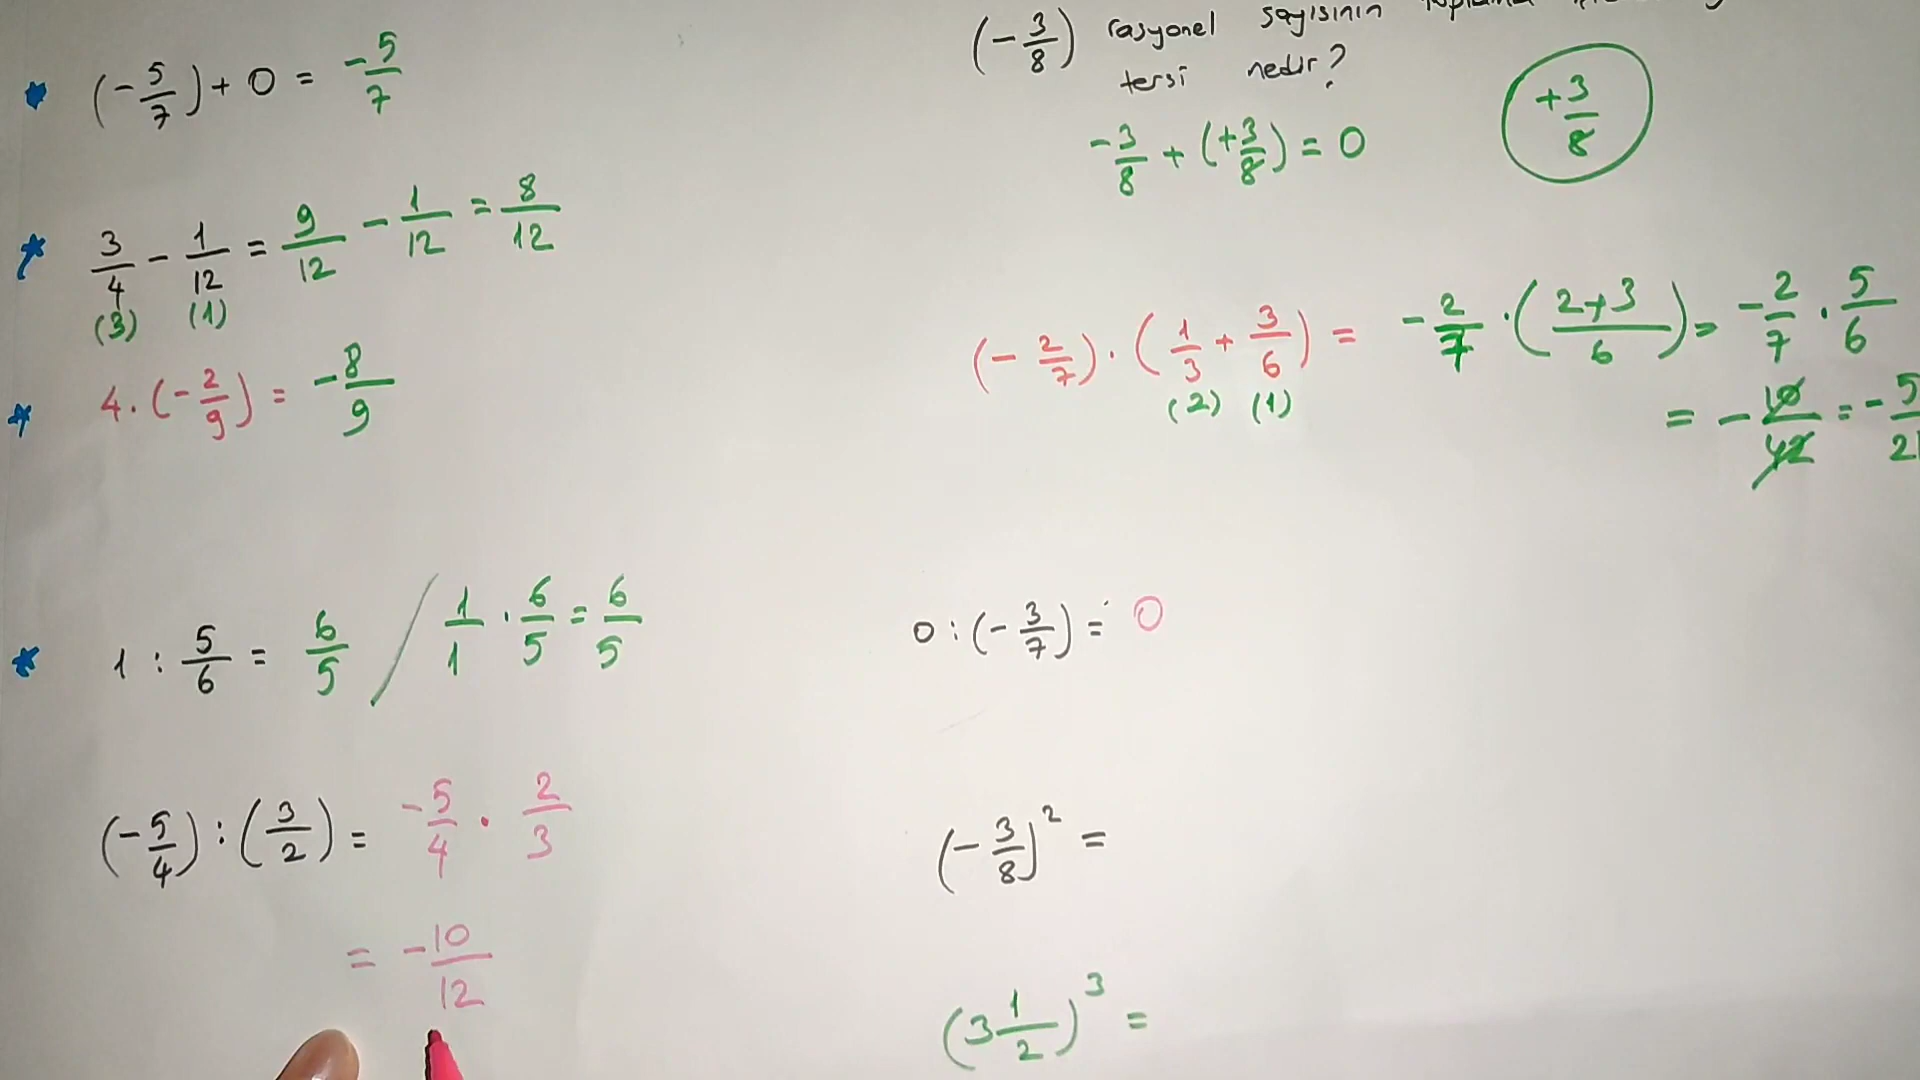 (-3/8) rasyonel sayısının
tersi nedir?
-3/8 + (+3/8) = 0
+3/8
(-5/7) + 0 = -5/7
3/4 - 1/12 = 9/12 - 1/12 = 8/12
(3) (1)
4 . (-2/9) = -8/9
(-2/7) . (1/3 + 3/6) = -2/7 . (2+3/6) = -2/7 . 5/6
(2) (1)
= -10/42 = -5/21
1 : 5/6 = 6/5 / 1/1 . 6/5 = 6/5
0 : (-3/7) = 0
(-5/4) : (3/2) = -5/4 . 2/3
= -10/12
(-3/8)² =
(3 1/2)³ =